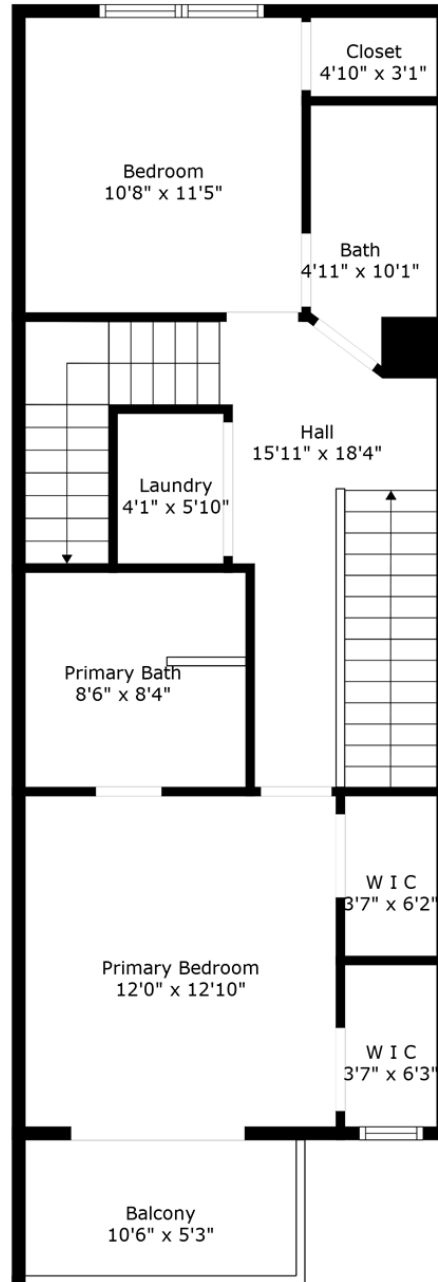 Closet
4'10" x 3'1"
Bedroom
10'8" x 11'5"
Bath
4'11" x 10'1"
Hall
15'11" x 18'4"
Laundry
4'1" x 5'10"
Primary Bath
8'6" x 8'4"
W I C
3'7" x 6'2"
Primary Bedroom
12'0" x 12'10"
W I C
3'7" x 6'3"
Balcony
10'6" x 5'3"